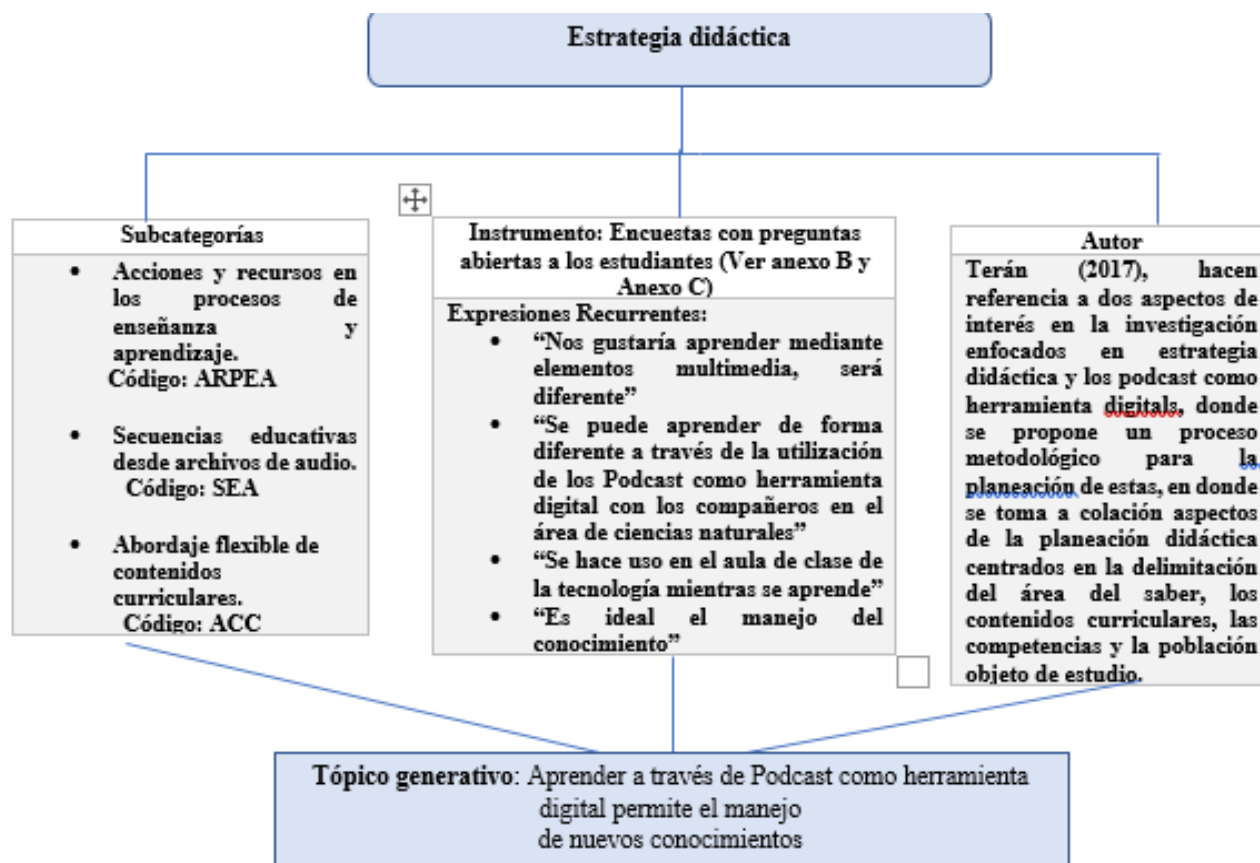 Estrategia didáctica
Subcategorías
• Acciones y recursos en
los procesos de
enseñanza y
aprendizaje.
Código: ARPEA
• Secuencias educativas
desde archivos de audio.
Código: SEA
• Abordaje flexible de
contenidos
curriculares.
Código: ACC
Instrumento: Encuestas con preguntas
abiertas a los estudiantes (Ver anexo B y
Anexo C)
Expresiones Recurrentes:
• “Nos gustaría aprender mediante
elementos multimedia, será
diferente”
• “Se puede aprender de forma
diferente a través de la utilización
de los Podcast como herramienta
digital con los compañeros en el
área de ciencias naturales”
• “Se hace uso en el aula de clase de
la tecnología mientras se aprende”
• “Es ideal el manejo del
conocimiento”
Autor
Terán (2017), hacen
referencia a dos aspectos de
interés en la investigación
enfocados en estrategia
didáctica y los podcast como
herramienta digitals, donde
se propone un proceso
metodológico para la
planeación de estas, en donde
se toma a colación aspectos
de la planeación didáctica
centrados en la delimitación
del área del saber, los
contenidos curriculares, las
competencias y la población
objeto de estudio.
Tópico generativo: Aprender a través de Podcast como herramienta
digital permite el manejo
de nuevos conocimientos